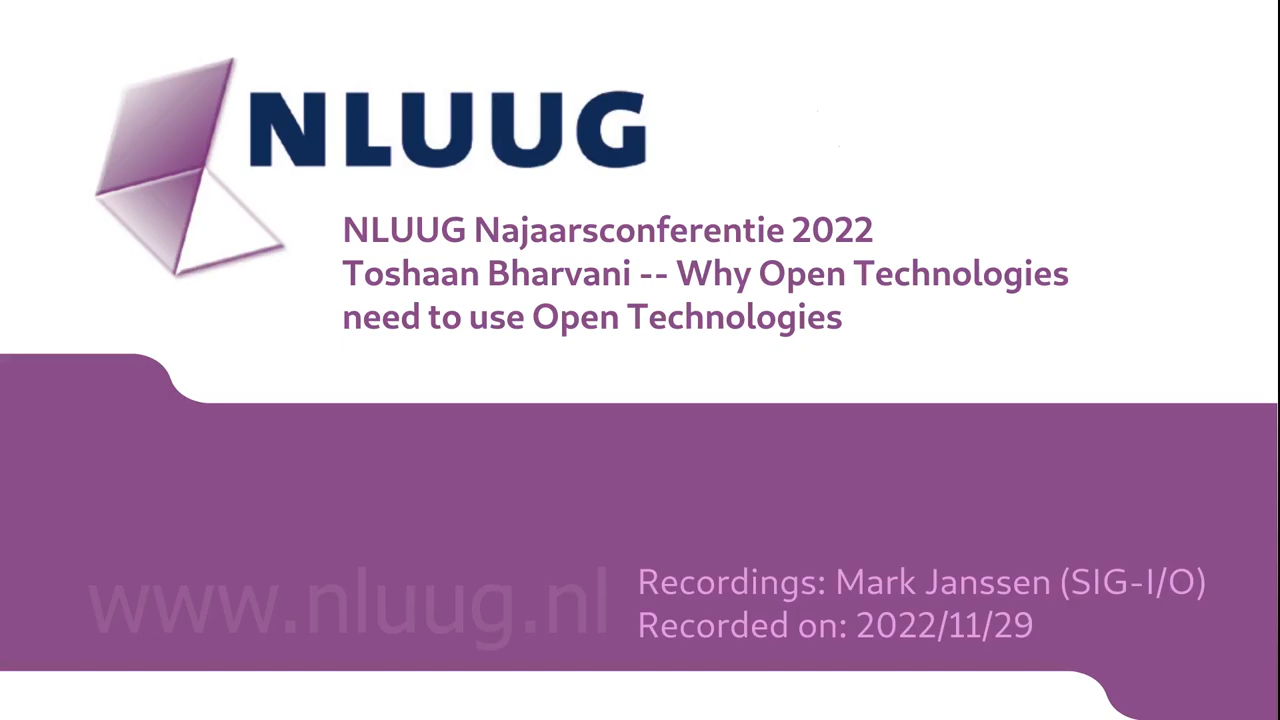 NLUUG
NLUUG Najaarsconferentie 2022
Toshaan Bharvani -- Why Open Technologies
need to use Open Technologies
www.nluug.nl
Recordings: Mark Janssen (SIG-I/O)
Recorded on: 2022/11/29